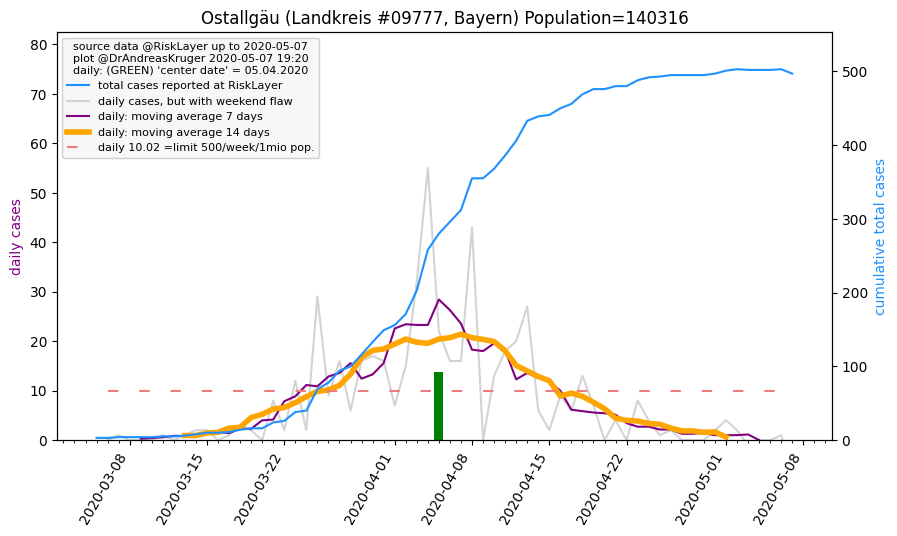 Ostallgäu (Landkreis #09777, Bayern) Population=140316
source data @RiskLayer up to 2020-05-07
plot @DrAndreasKruger 2020-05-07 19:20
daily: (GREEN) 'center date' = 05.04.2020
total cases reported at RiskLayer
daily cases, but with weekend flaw
daily: moving average 7 days
daily: moving average 14 days
daily 10.02 =limit 500/week/1mio pop.
daily cases
80
70
60
50
40
30
20
10
0
cumulative total cases
500
400
300
200
100
0
2020-03-08
2020-03-15
2020-03-22
2020-04-01
2020-04-08
2020-04-15
2020-04-22
2020-05-01
2020-05-08